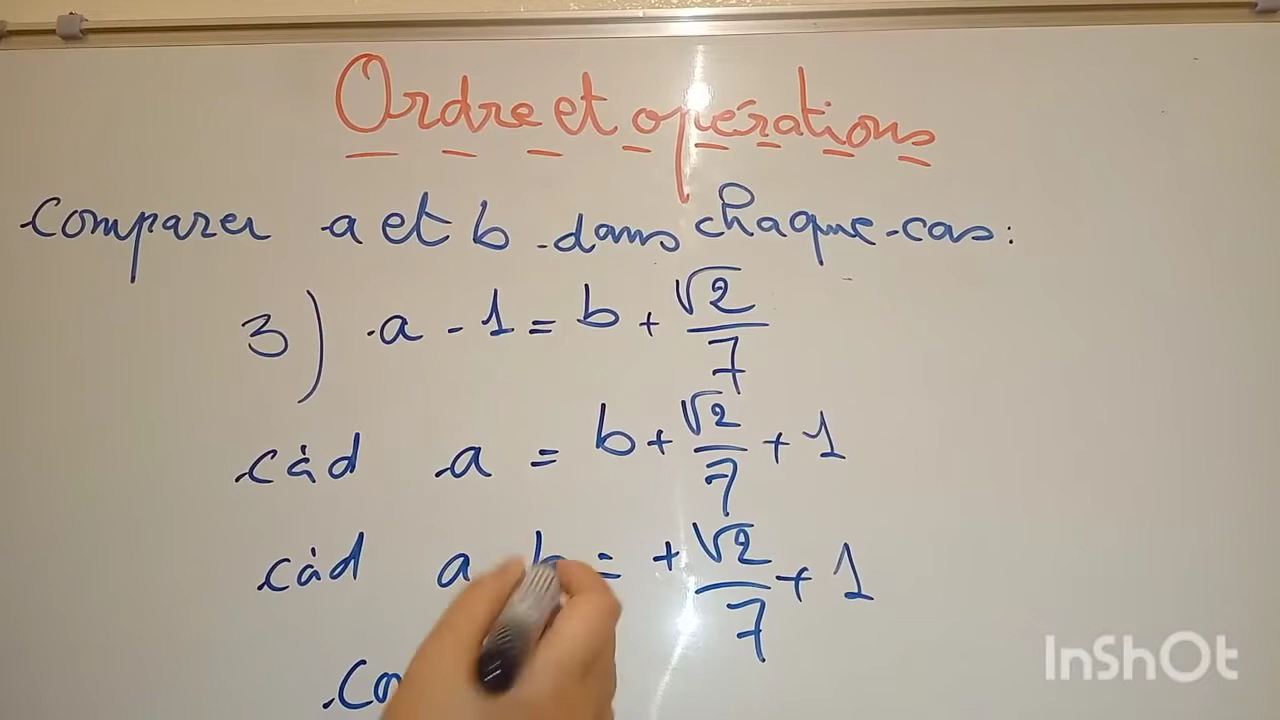 Ordre et opérations
comparer a et b dans chaque cas:
3) a - 1 = b + √2/7
càd a = b + √2/7 + 1
càd a b = + √2/7 + 1
InShOt